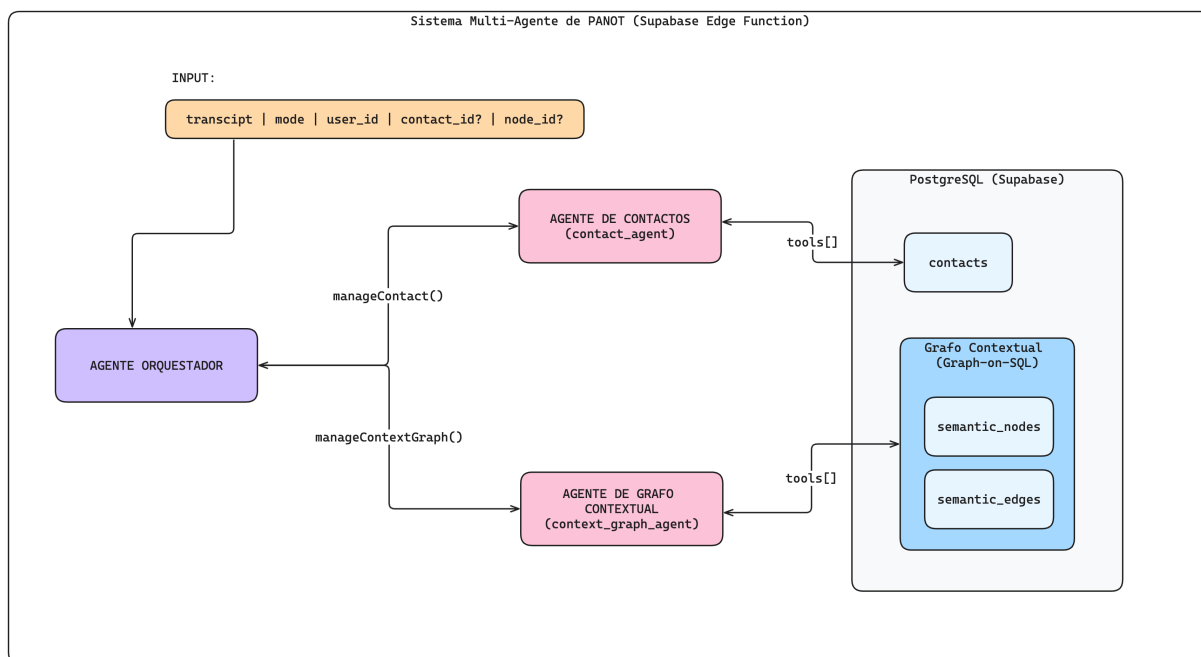 Sistema Multi-Agente de PANOT (Supabase Edge Function)
INPUT:
transcipt | mode | user_id | contact_id? | node_id?
PostgreSQL (Supabase)
AGENTE DE CONTACTOS
(contact_agent)
tools[]
contacts
manageContact()
AGENTE ORQUESTADOR
Grafo Contextual
(Graph-on-SQL)
semantic_nodes
manageContextGraph()
tools[]
semantic_edges
AGENTE DE GRAFO
CONTEXTUAL
(context_graph_agent)